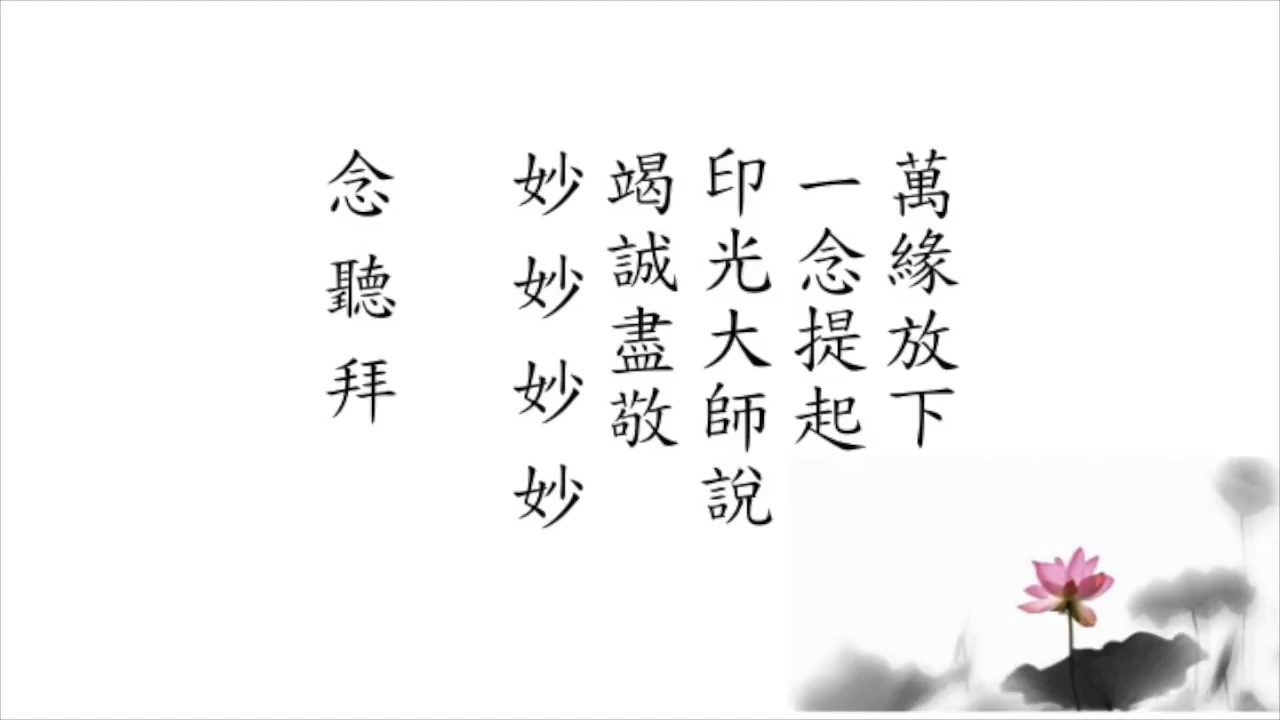 萬緣放下
一念提起
印光大師說
竭誠盡敬
妙妙妙妙
念聽拜